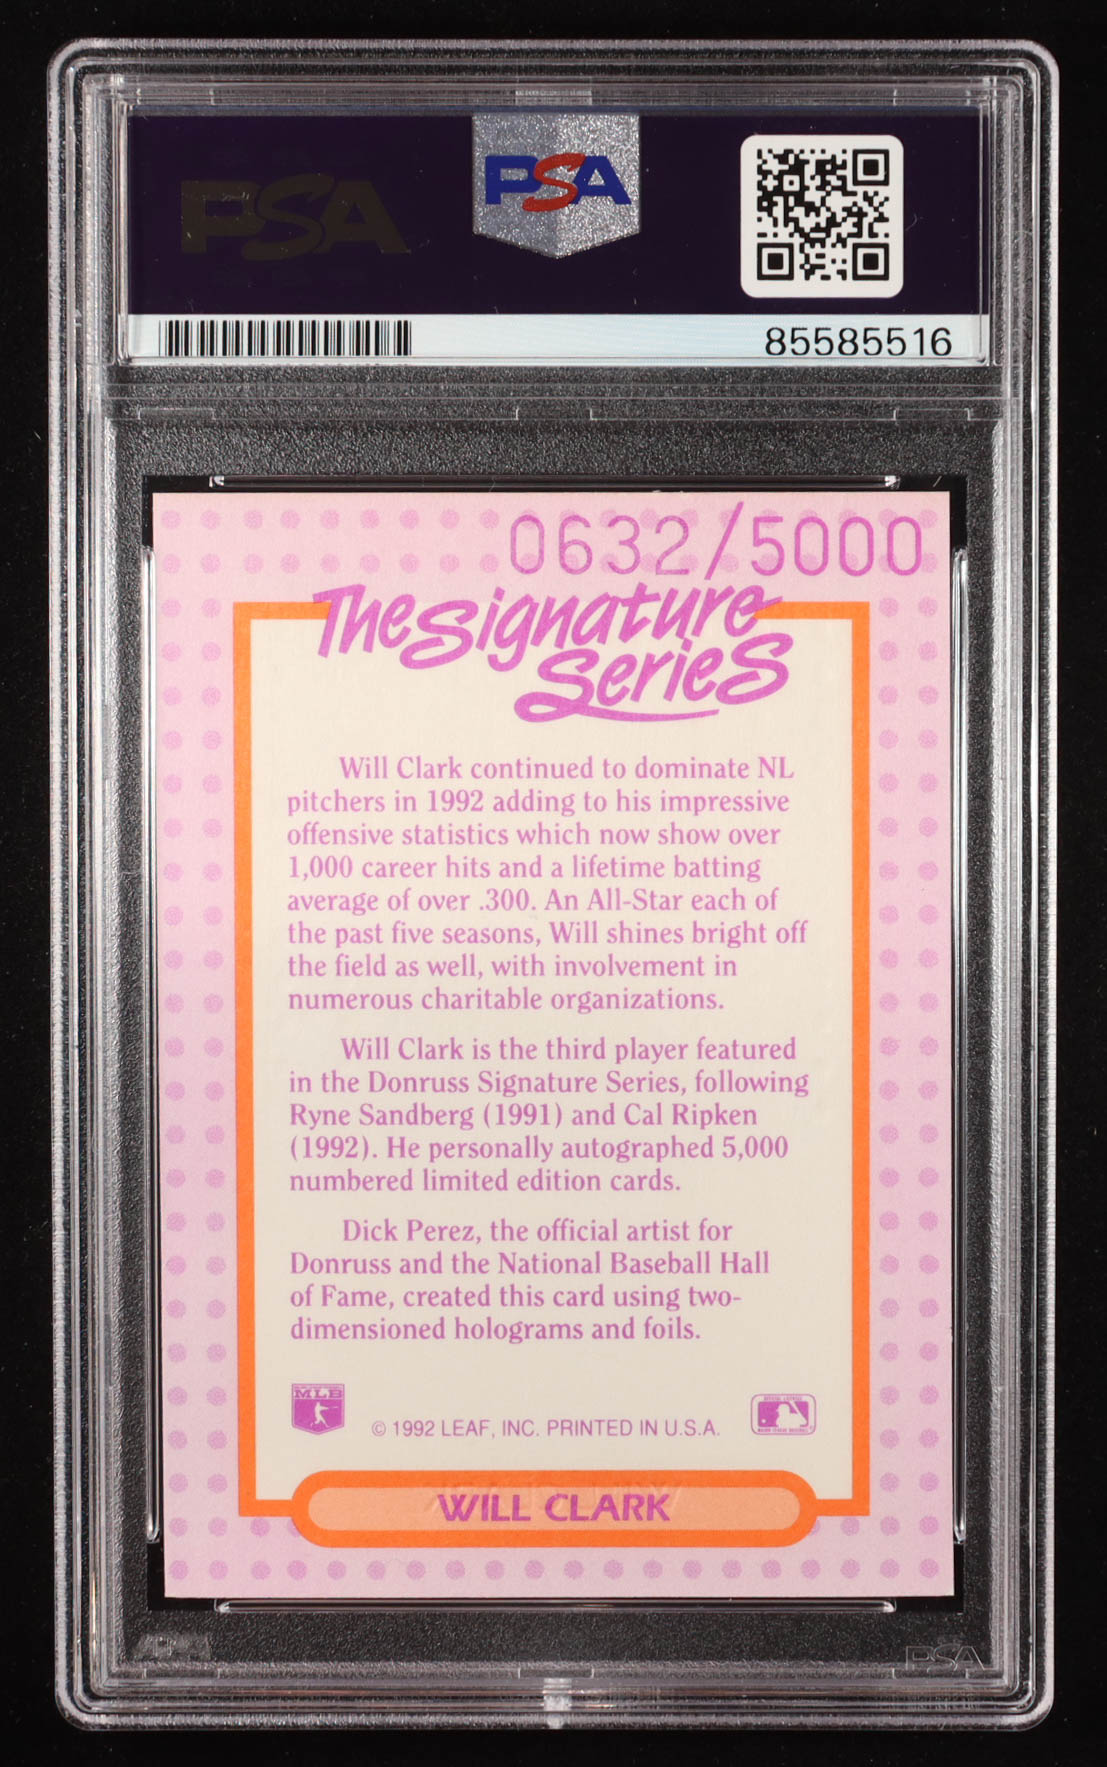 PSA
PSA
85585516
0632/5000
The Signature
Series
Will Clark continued to dominate NL
pitchers in 1992 adding to his impressive
offensive statistics which now show over
1,000 career hits and a lifetime batting
average of over .300. An All-Star each of
the past five seasons, Will shines bright off
the field as well, with involvement in
numerous charitable organizations.
Will Clark is the third player featured
in the Donruss Signature Series, following
Ryne Sandberg (1991) and Cal Ripken
(1992). He personally autographed 5,000
numbered limited edition cards.
Dick Perez, the official artist for
Donruss and the National Baseball Hall
of Fame, created this card using two-
dimensioned holograms and foils.
MLB
© 1992 LEAF, INC. PRINTED IN U.S.A.
WILL CLARK
PSA